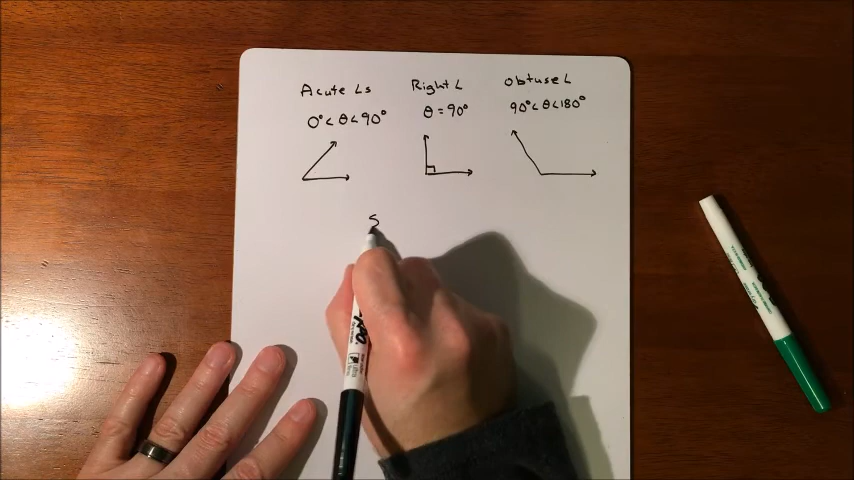 Acute ∠s
Right ∠
Obtuse ∠
0° < θ < 90°
θ = 90°
90° < θ < 180°
S